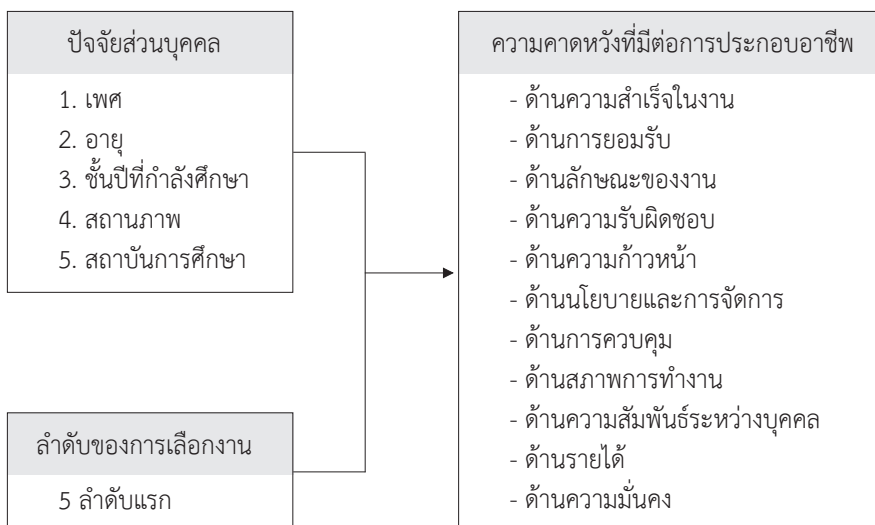 ปัจจัยส่วนบุคคล
1. เพศ
2. อายุ
3. ชั้นปีที่กำลังศึกษา
4. สถานภาพ
5. สถาบันการศึกษา
ลำดับของการเลือกงาน
5 ลำดับแรก
ความคาดหวังที่มีต่อการประกอบอาชีพ
- ด้านความสำเร็จในงาน
- ด้านการยอมรับ
- ด้านลักษณะของงาน
- ด้านความรับผิดชอบ
- ด้านความก้าวหน้า
- ด้านนโยบายและการจัดการ
- ด้านการควบคุม
- ด้านสภาพการทำงาน
- ด้านความสัมพันธ์ระหว่างบุคคล
- ด้านรายได้
- ด้านความมั่นคง